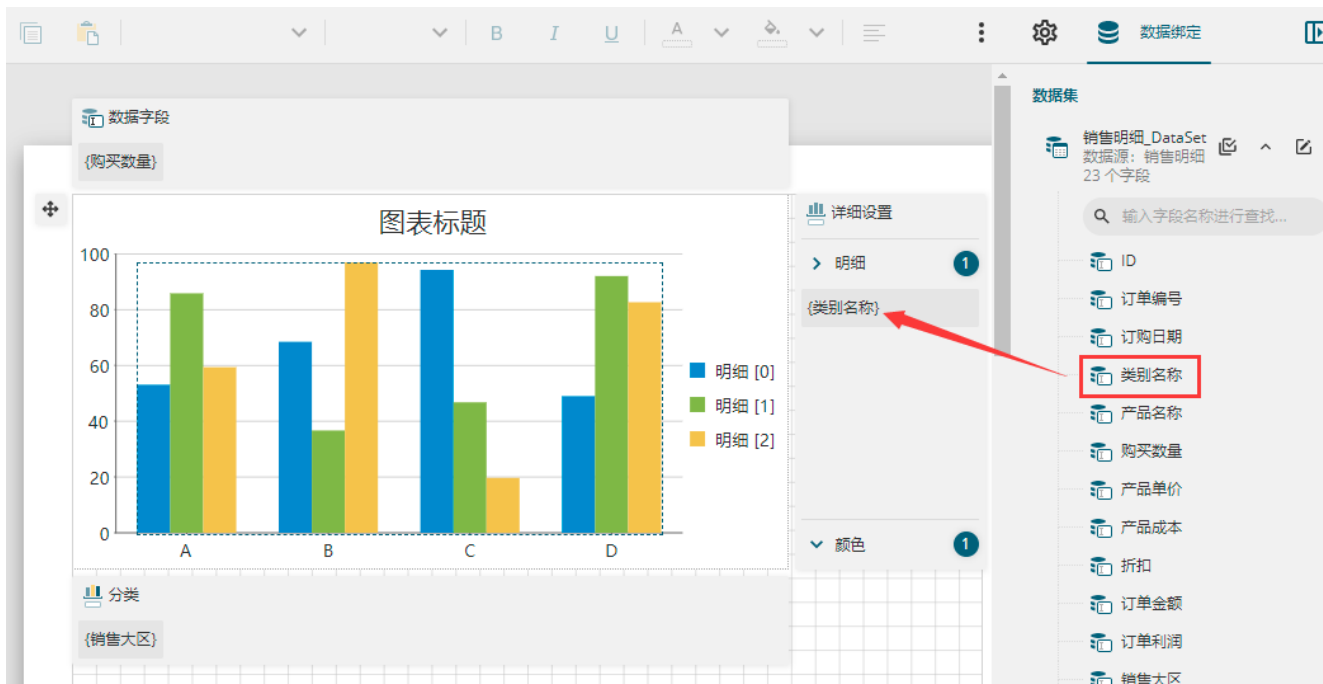 B I U A
数据绑定
数据集
销售明细_DataSet
数据源：销售明细
23 个字段
输入字段名称进行查找...
ID
订单编号
订购日期
类别名称
产品名称
购买数量
产品单价
产品成本
折扣
订单金额
订单利润
销售大区
数据字段
{购买数量}
图表标题
100
80
60
40
20
0
A B C D
明细 [0]
明细 [1]
明细 [2]
详细设置
明细 1
{类别名称}
颜色 1
分类
{销售大区}